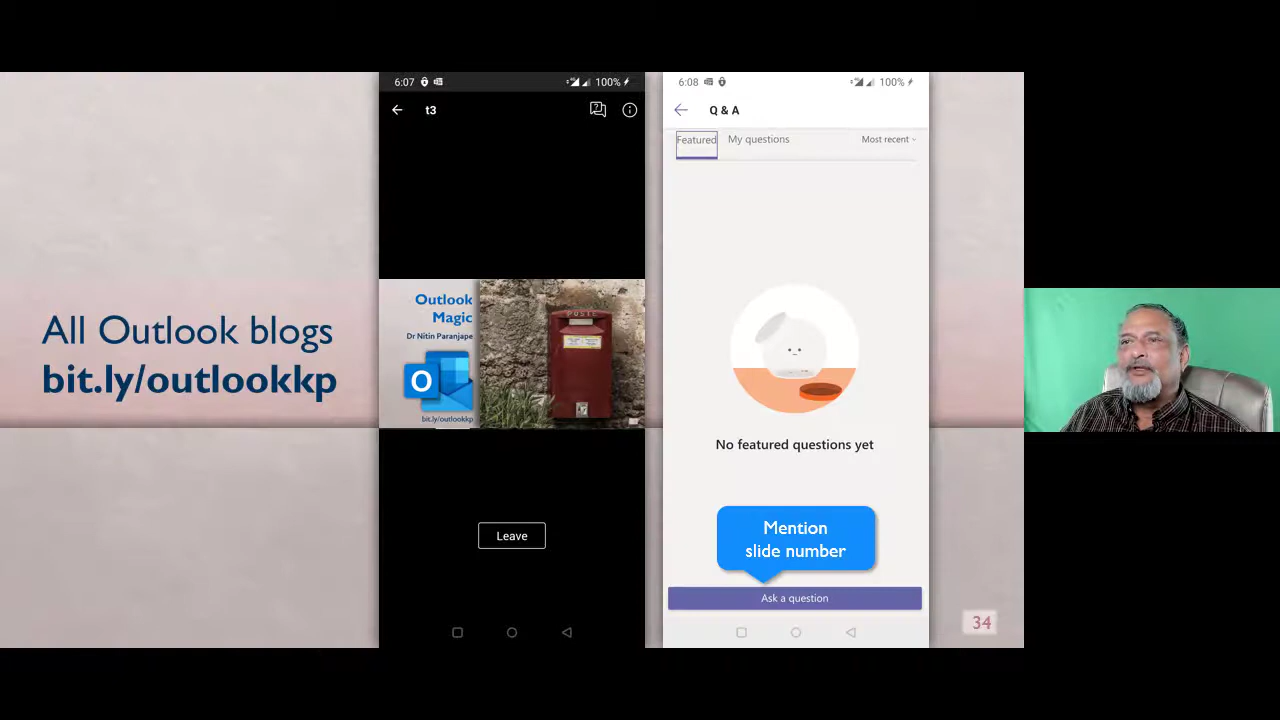 All Outlook blogs
bit.ly/outlookkp
6:07
100%
t3
Outlook
Magic
Dr Nitin Paranjape
O
bit.ly/outlookkp
POSTE
Leave
6:08
100%
Q & A
Featured
My questions
Most recent
No featured questions yet
Mention
slide number
Ask a question
34